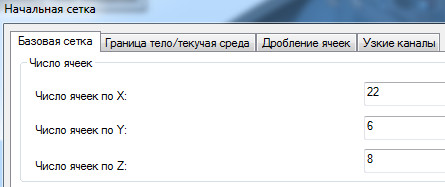 Начальная сетка
Базовая сетка Граница тело/текучая среда Дробление ячеек Узкие каналы
Число ячеек
Число ячеек по X: 22
Число ячеек по Y: 6
Число ячеек по Z: 8